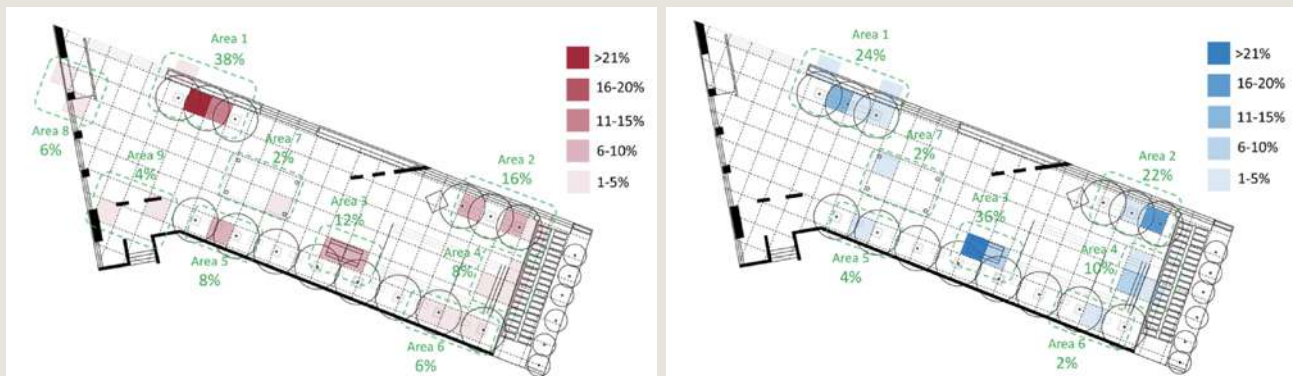 Area 1
38%
>21%
16-20%
11-15%
6-10%
1-5%
Area 8
6%
Area 7
2%
Area 9
4%
Area 2
16%
Area 3
12%
Area 4
8%
Area 5
8%
Area 6
6%
Area 1
24%
>21%
16-20%
11-15%
6-10%
1-5%
Area 7
2%
Area 2
22%
Area 3
36%
Area 4
10%
Area 5
4%
Area 6
2%